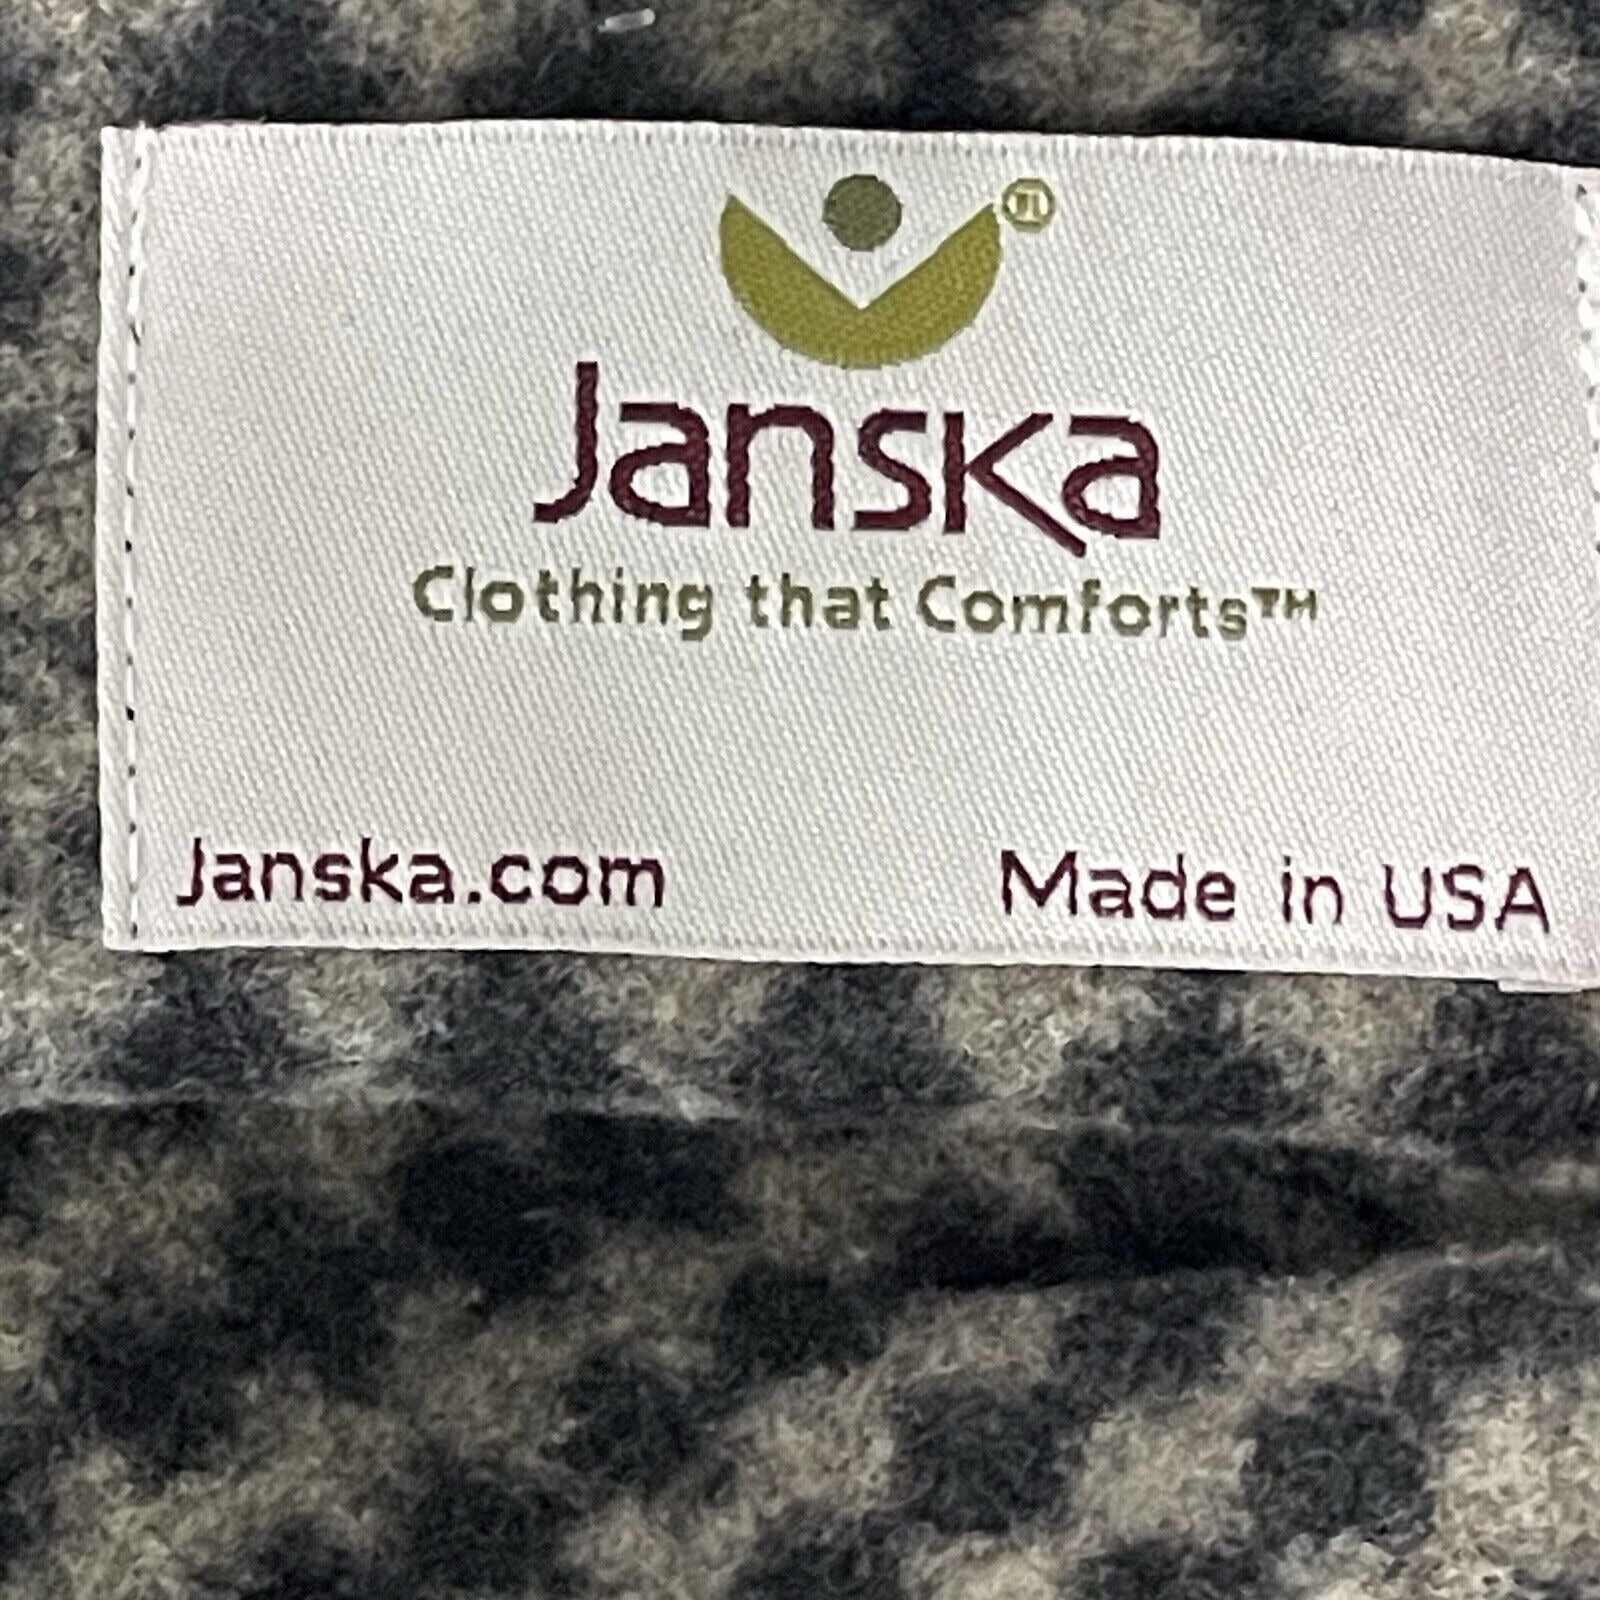 ®
Janska
Clothing that Comforts™
Janska.com
Made in USA